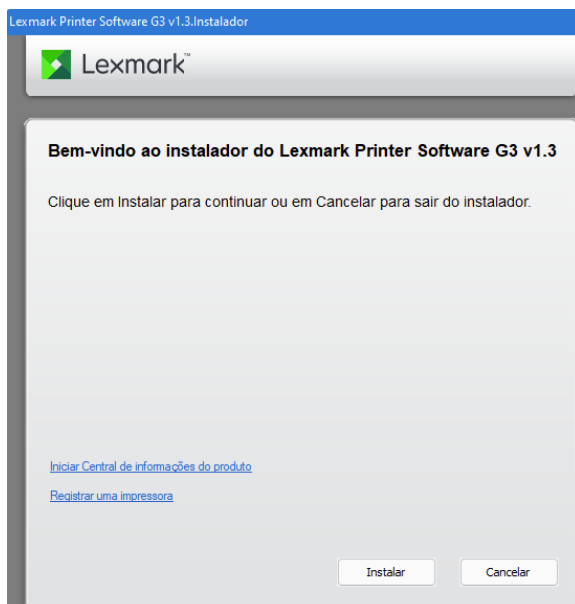 Lexmark Printer Software G3 v1.3.Instalador
Lexmark™
Bem-vindo ao instalador do Lexmark Printer Software G3 v1.3
Clique em Instalar para continuar ou em Cancelar para sair do instalador.
Iniciar Central de informações do produto
Registrar uma impressora
Instalar
Cancelar